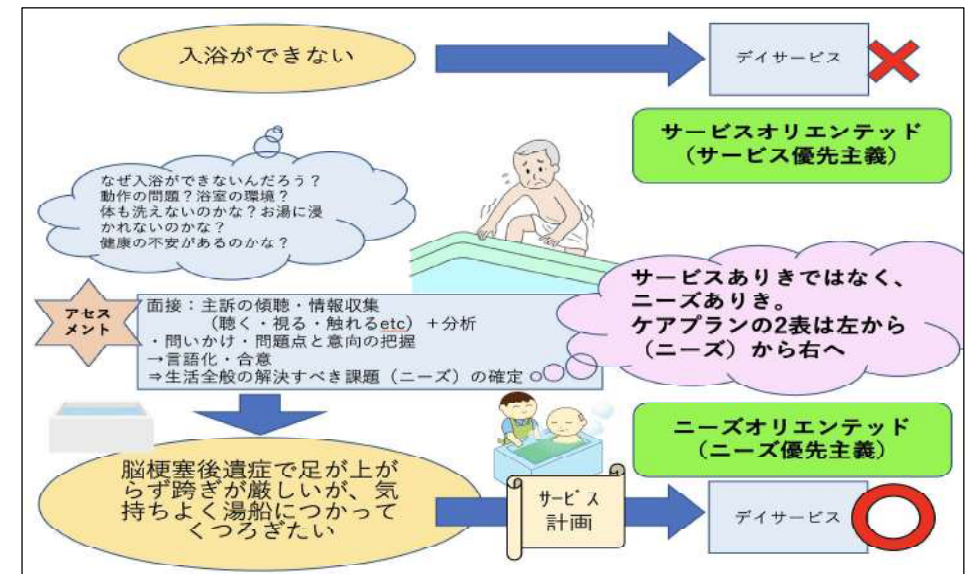 入浴ができない
デイサービス
サービスオリエンテッド
（サービス優先主義）
なぜ入浴ができないんだろう？
動作の問題？浴室の環境？
体も洗えないのかな？お湯に浸
かれないのかな？
健康の不安があるのかな？
サービスありきではなく、
ニーズありき。
ケアプランの2表は左から
（ニーズ）から右へ
アセス
メント
面接：主訴の傾聴・情報収集
（聴く・視る・触れるetc）＋分析
・問いかけ・問題点と意向の把握
→言語化・合意
⇒生活全般の解決すべき課題（ニーズ）の確定
ニーズオリエンテッド
（ニーズ優先主義）
脳梗塞後遺症で足が上が
らず跨ぎが厳しいが、気
持ちよく湯船につかって
くつろぎたい
ｻｰﾋﾞｽ
計画
デイサービス